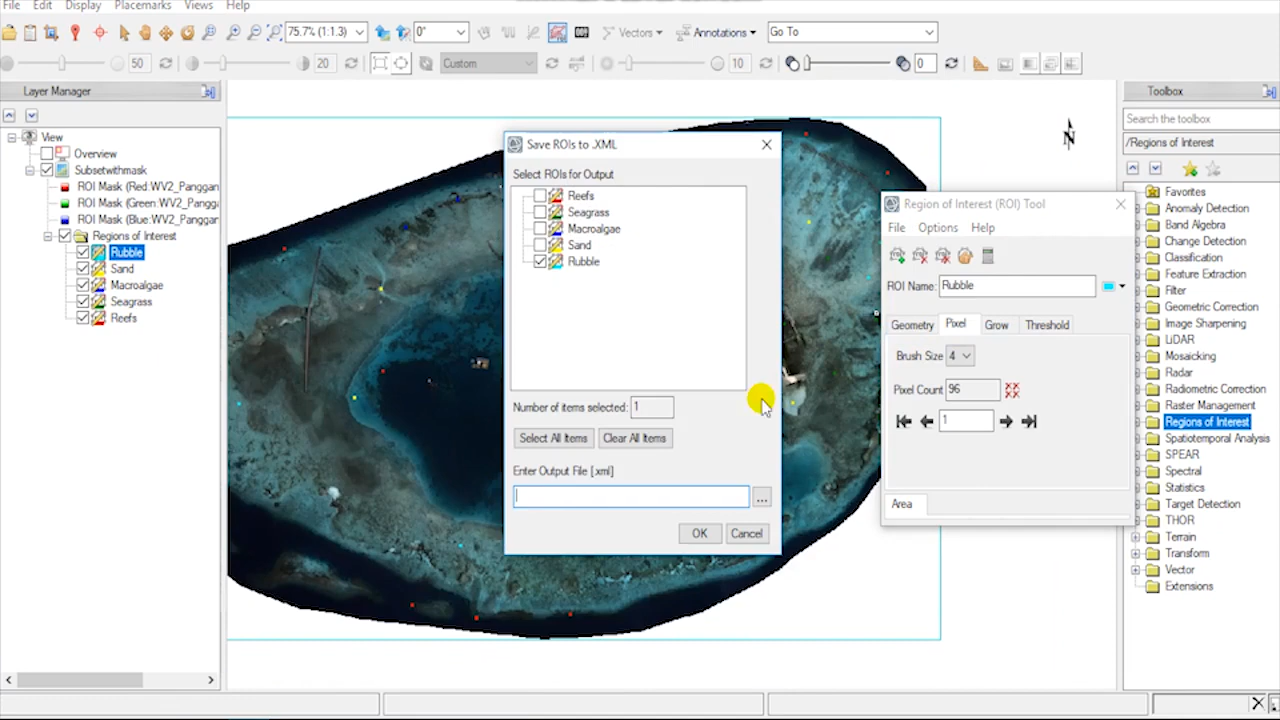 File Edit Display Placemarks Views Help
75.7% (1:1.3) 0° Vectors Annotations Go To
50 20 Custom 10 0
Layer Manager
View
Overview
Subsetwithmask
ROI Mask (Red:WV2_Panggan
ROI Mask (Green:WV2_Pangga
ROI Mask (Blue:WV2_Panggar
Regions of Interest
Rubble
Sand
Macroalgae
Seagrass
Reefs
N
Save ROIs to .XML
Select ROIs for Output
Reefs
Seagrass
Macroalgae
Sand
Rubble
Number of items selected: 1
Select All Items Clear All Items
Enter Output File [.xml]
...
OK Cancel
Region of Interest (ROI) Tool
File Options Help
ROI Name: Rubble
Geometry Pixel Grow Threshold
Brush Size 4
Pixel Count 96
1
Area
Toolbox
Search the toolbox
/Regions of Interest
Favorites
Anomaly Detection
Band Algebra
Change Detection
Classification
Feature Extraction
Filter
Geometric Correction
Image Sharpening
LiDAR
Mosaicking
Radar
Radiometric Correction
Raster Management
Regions of Interest
Spatiotemporal Analysis
SPEAR
Spectral
Statistics
Target Detection
THOR
Terrain
Transform
Vector
Extensions